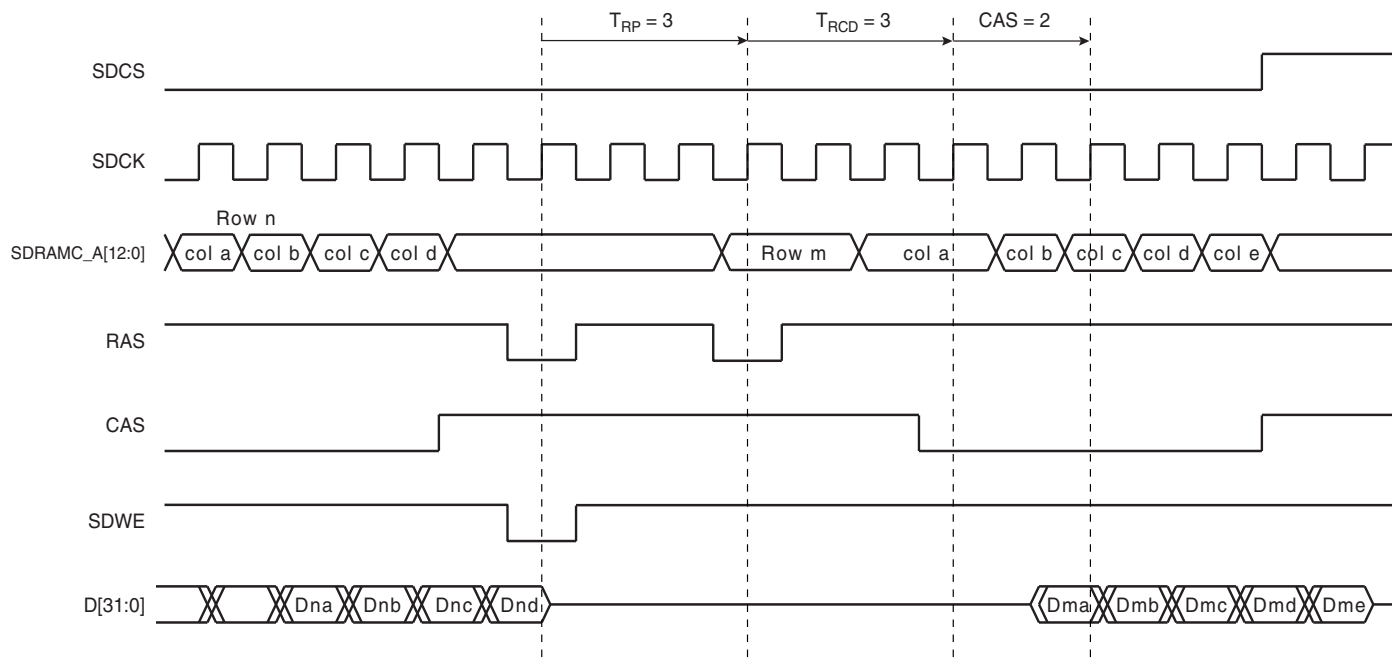 T_RP = 3 T_RCD = 3 CAS = 2
SDCS
SDCK
Row n
SDRAMC_A[12:0] col a col b col c col d Row m col a col b col c col d col e
RAS
CAS
SDWE
D[31:0] Dna Dnb Dnc Dnd Dma Dmb Dmc Dmd Dme